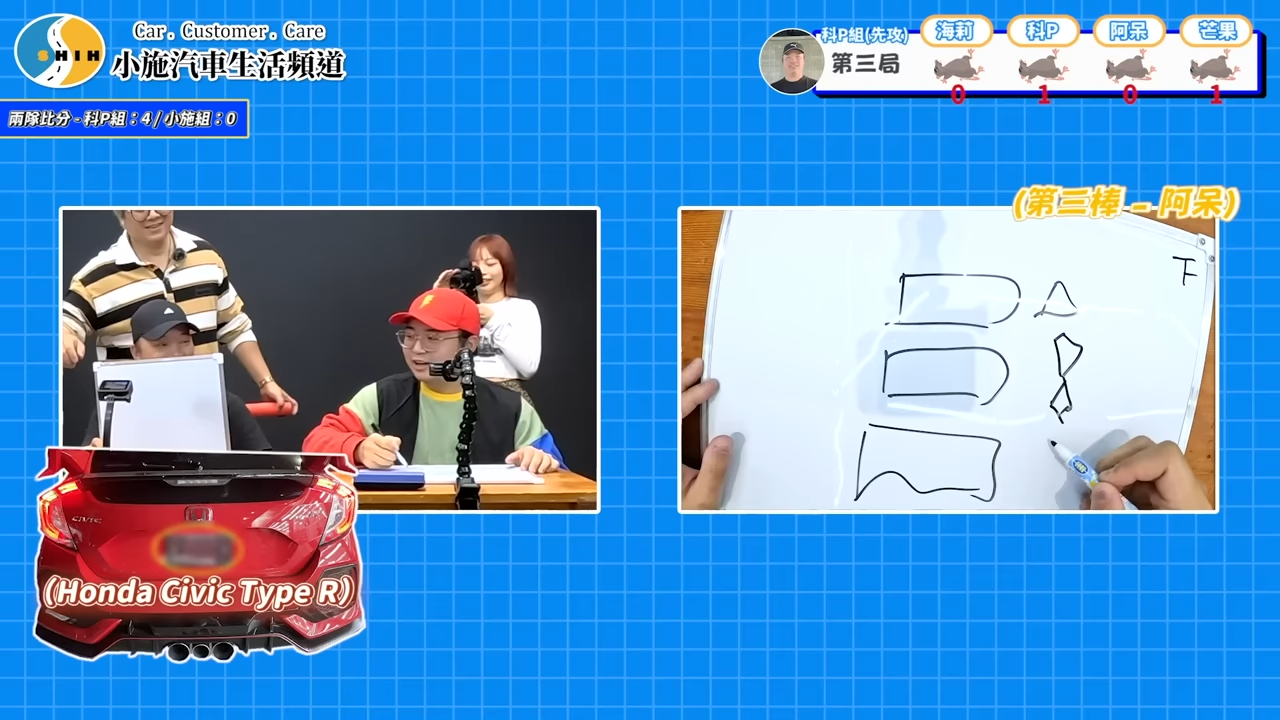 SHIH
Car. Customer. Care
小施汽車生活頻道
兩隊比分 - 科P組：4 / 小施組：0
科P組(先攻)
第三局
海莉
科P
阿呆
芒果
0
1
0
1
(第三棒 - 阿呆)
下
CIVIC
(Honda Civic Type R)